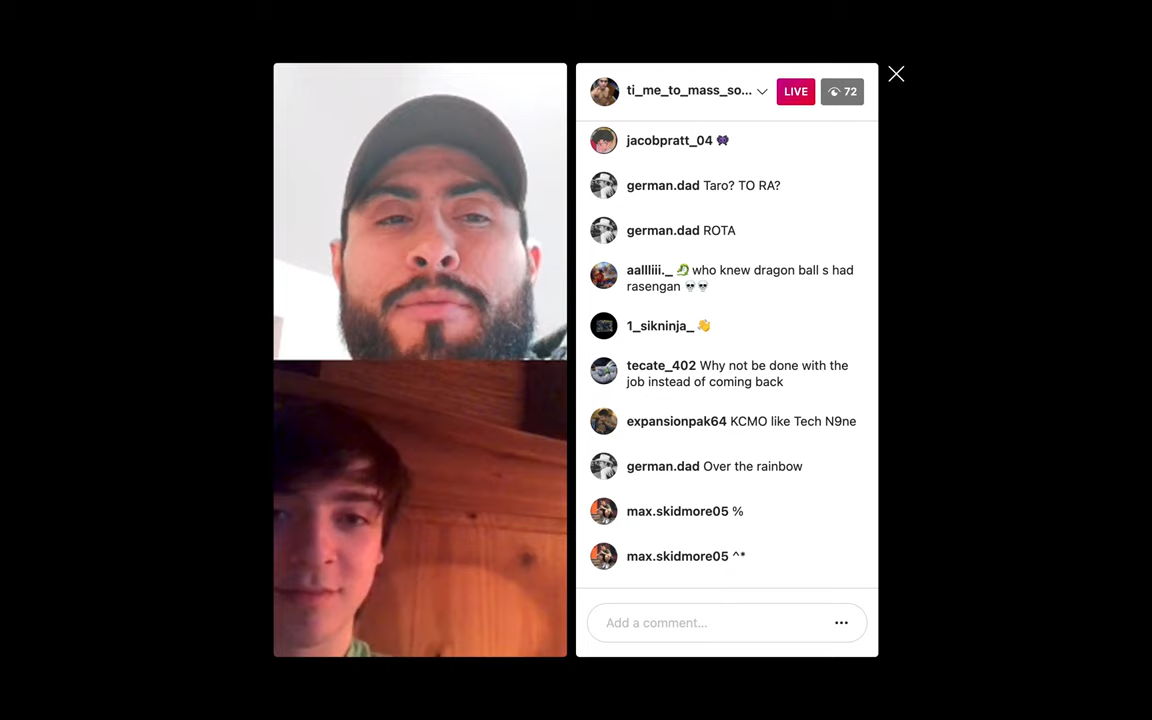 ti_me_to_mass_so...
LIVE
72
jacobpratt_04
german.dad Taro? TO RA?
german.dad ROTA
aallliii._ 🐉 who knew dragon ball s had
rasengan 💀💀
1_sikninja_ 👋
tecate_402 Why not be done with the
job instead of coming back
expansionpak64 KCMO like Tech N9ne
german.dad Over the rainbow
max.skidmore05 %
max.skidmore05 ^*
Add a comment...